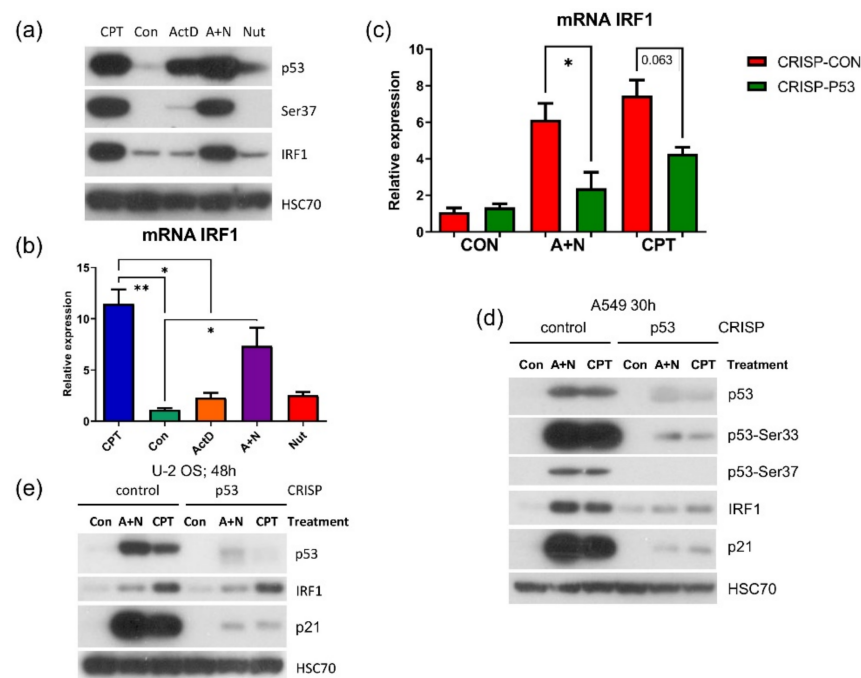 (a)
CPT Con ActD A+N Nut
p53
Ser37
IRF1
HSC70
(b)
mRNA IRF1
Relative expression
15
10
5
0
*
**
*
CPT
Con
ActD
A+N
Nut
(c)
mRNA IRF1
Relative expression
10
8
6
4
2
0
*
0.063
CON
A+N
CPT
CRISP-CON
CRISP-P53
(d)
A549 30h
control p53 CRISP
Con A+N CPT Con A+N CPT Treatment
p53
p53-Ser33
p53-Ser37
IRF1
p21
HSC70
(e)
U-2 OS; 48h
control p53 CRISP
Con A+N CPT Con A+N CPT Treatment
p53
IRF1
p21
HSC70